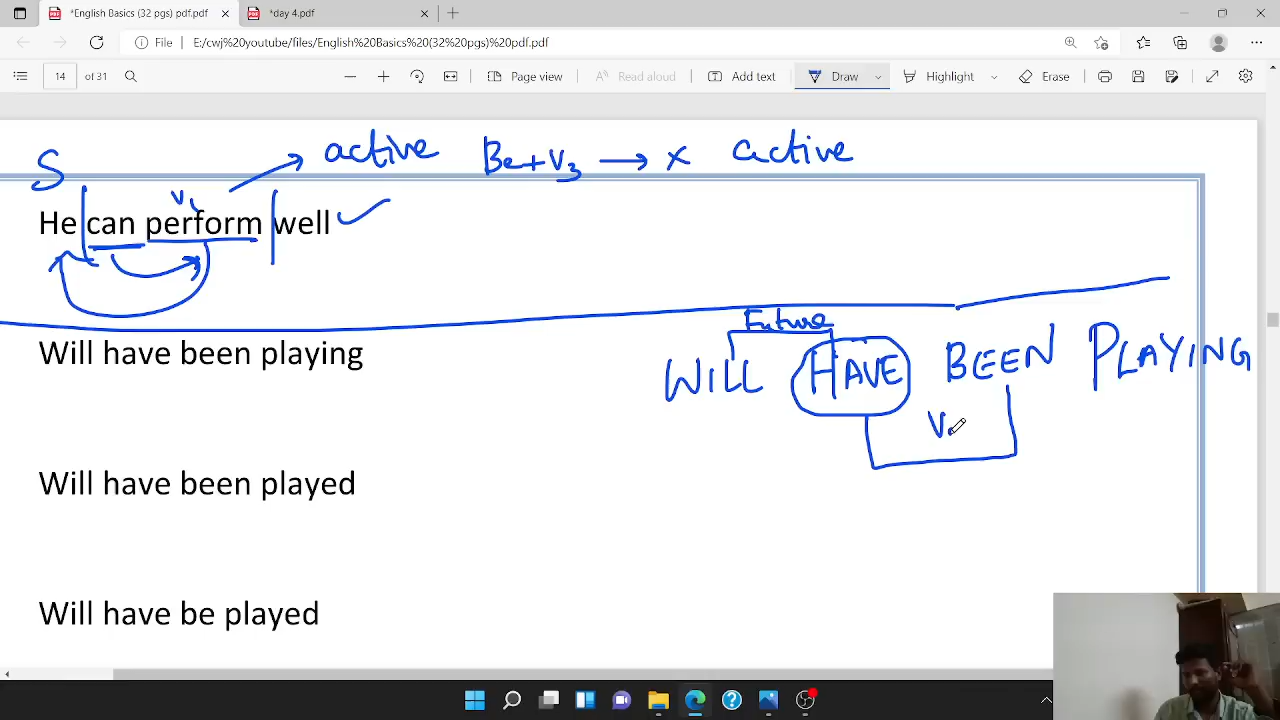 *English Basics (32 pgs) pdf.pdf
*day 4.pdf
File
E:/cwj%20youtube/files/English%20Basics%20(32%20pgs)%20pdf.pdf
14 of 31
Page view
Read aloud
Add text
Draw
Highlight
Erase
S
active Be+V3 → x active
V1
He can perform well
Future
Will have been playing
WILL HAVE BEEN PLAYING
V
Will have been played
Will have be played